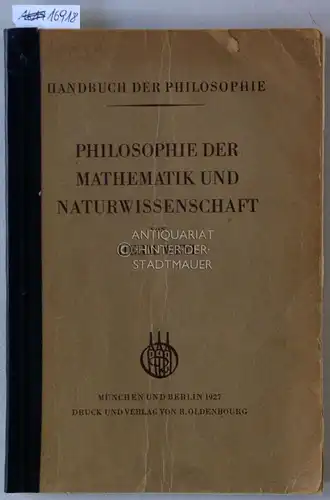 16918
HANDBUCH DER PHILOSOPHIE
PHILOSOPHIE DER
MATHEMATIK UND
NATURWISSENSCHAFT
ANTIQUARIAT
HINTER DER
STADTMAUER
MÜNCHEN UND BERLIN 1927
DRUCK UND VERLAG VON R. OLDENBOURG